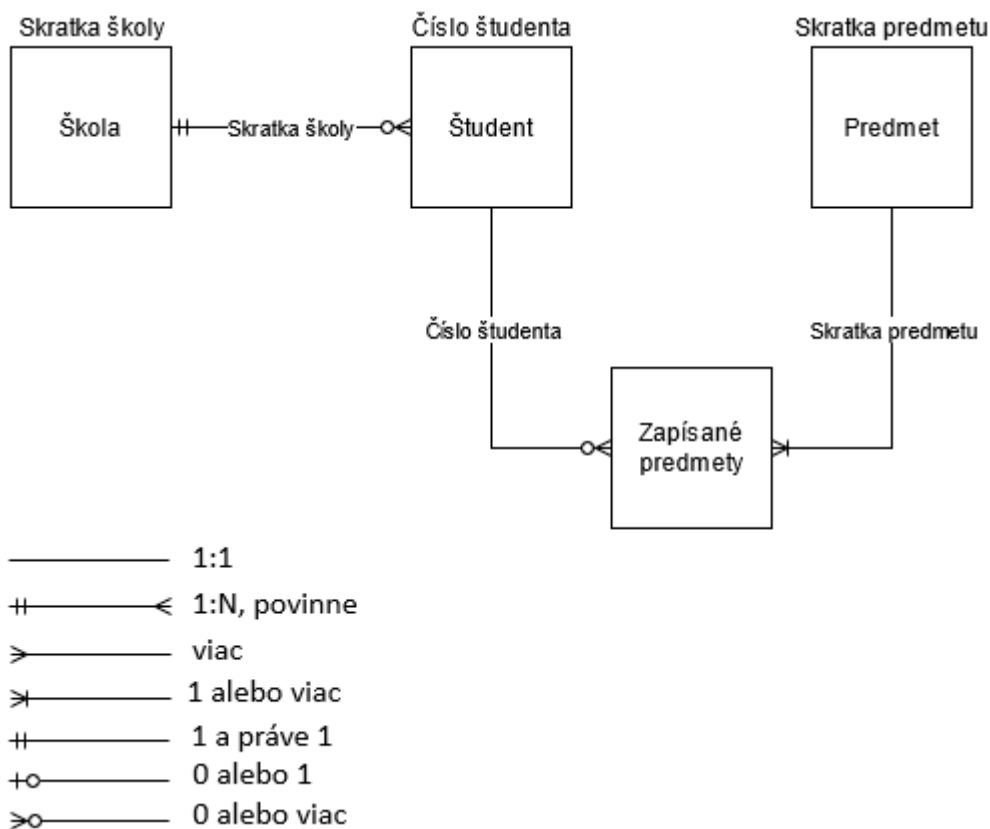 Skratka školy
Číslo študenta
Skratka predmetu
Škola
Skratka školy
Študent
Predmet
Číslo študenta
Skratka predmetu
Zapísané
predmety
1:1
1:N, povinne
viac
1 alebo viac
1 a práve 1
0 alebo 1
0 alebo viac